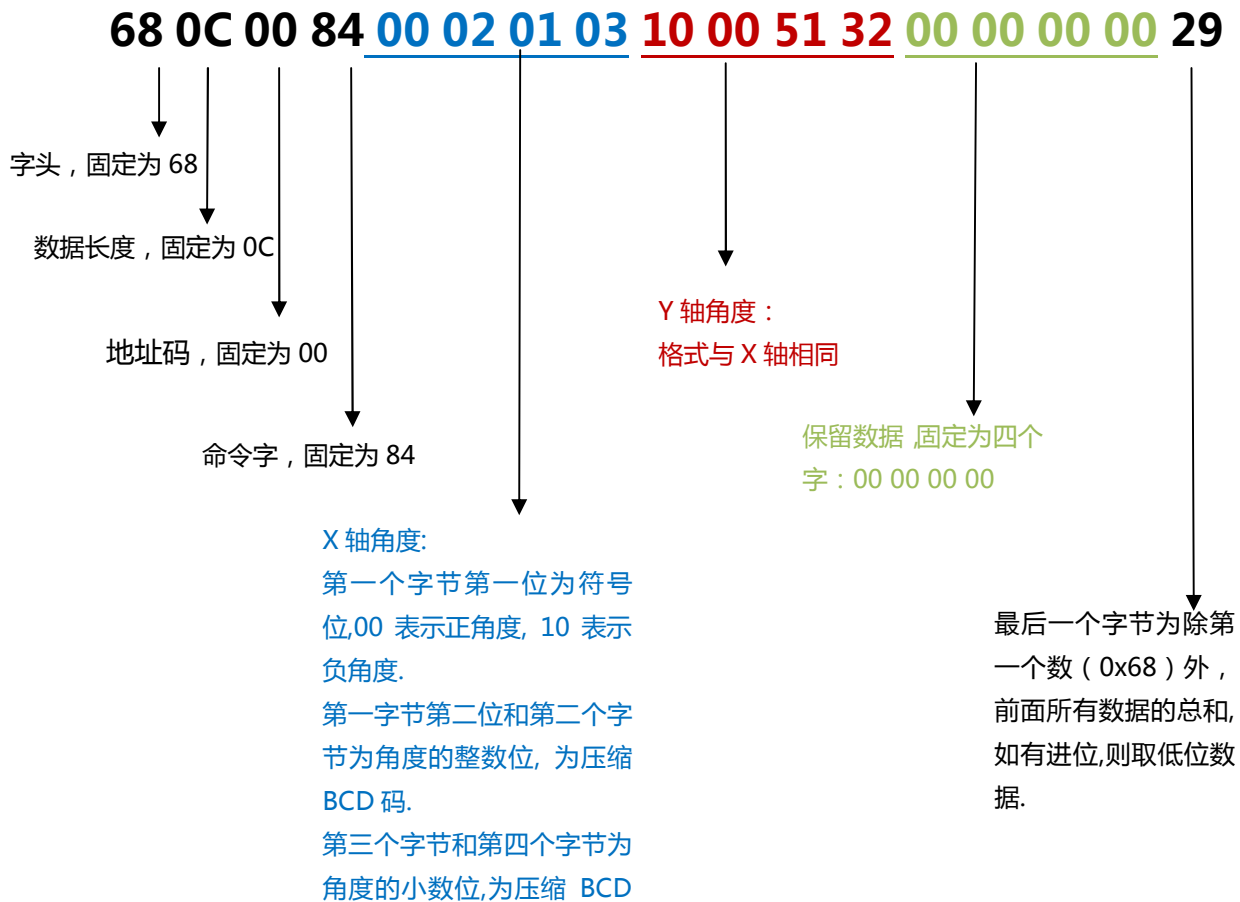 68 0C 00 84 00 02 01 03 10 00 51 32 00 00 00 00 29
字头，固定为 68
数据长度，固定为 0C
地址码，固定为 00
命令字，固定为 84
X 轴角度:
第一个字节第一位为符号
位,00 表示正角度, 10 表示
负角度.
第一字节第二位和第二个字
节为角度的整数位, 为压缩
BCD 码.
第三个字节和第四个字节为
角度的小数位,为压缩 BCD
Y 轴角度：
格式与 X 轴相同
保留数据 ,固定为四个
字：00 00 00 00
最后一个字节为除第
一个数（0x68）外，
前面所有数据的总和,
如有进位,则取低位数
据.